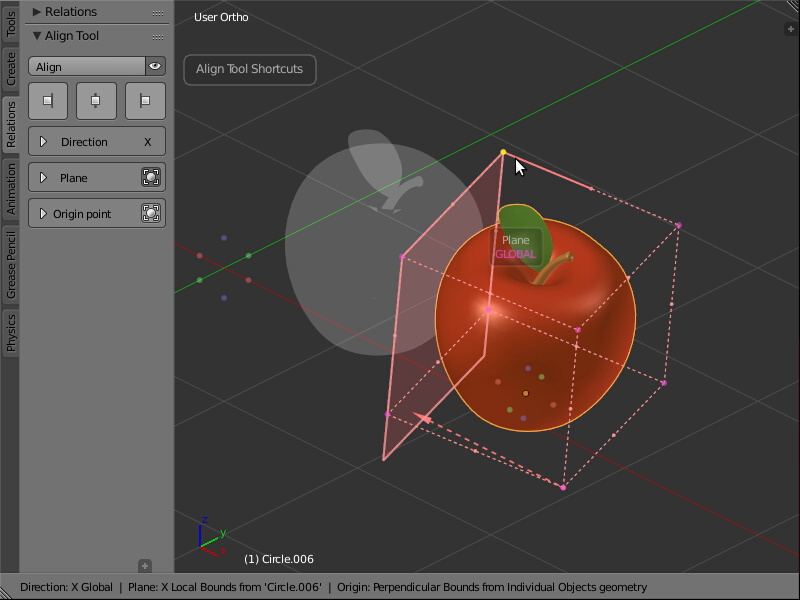 Tools
Create
Relations
Animation
Grease Pencil
Physics
Relations
Align Tool
Align
Direction X
Plane
Origin point
User Ortho
Align Tool Shortcuts
Plane
GLOBAL
z
y
x
(1) Circle.006
Direction: X Global | Plane: X Local Bounds from 'Circle.006' | Origin: Perpendicular Bounds from Individual Objects geometry